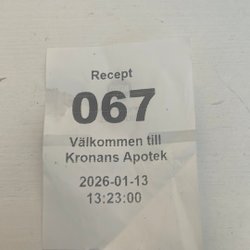 Recept
067
Välkommen till
Kronans Apotek
2026-01-13
13:23:00